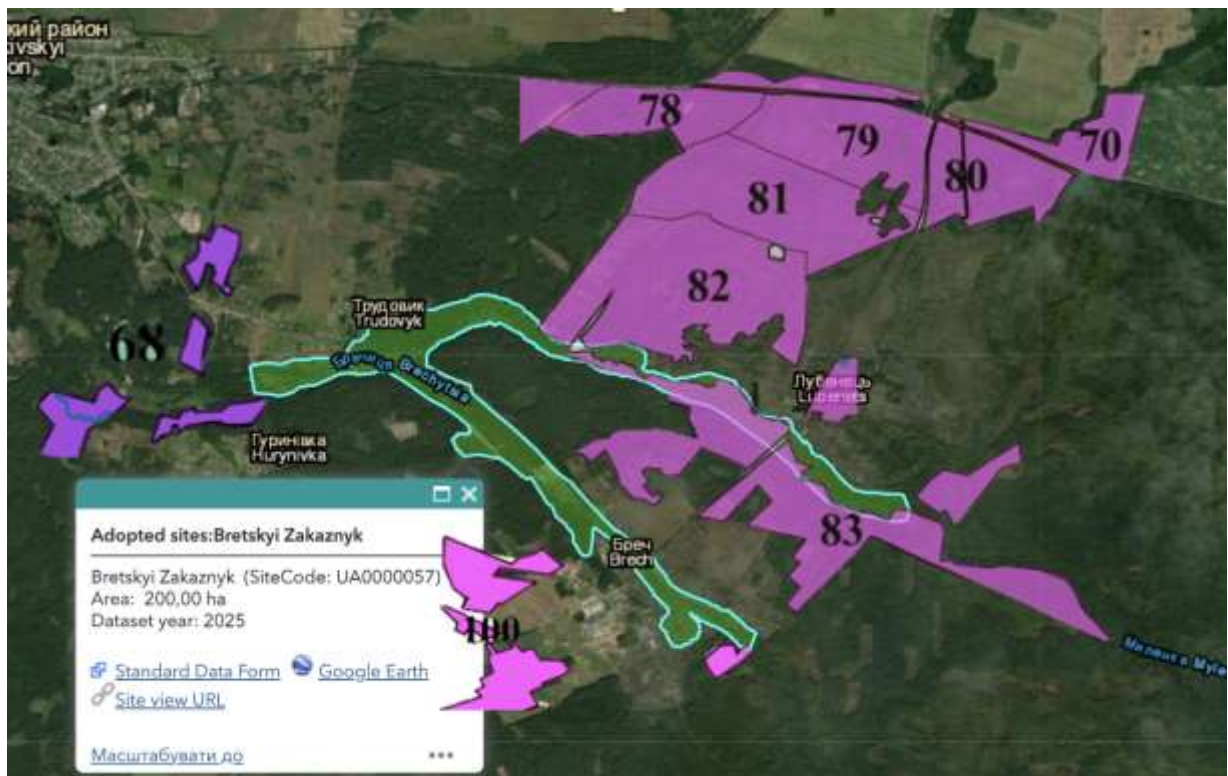 кий район
ivskyi
on
78
79
70
80
81
82
Трудовик
Trudovyk
68
Brechytsia
Лубенець
Lubenets
Гуринівка
Hurynivka
83
Adopted sites:Bretskyi Zakaznyk
Бреч
Brech
Bretskyi Zakaznyk (SiteCode: UA0000057)
Area: 200,00 ha
Dataset year: 2025
100
Standard Data Form Google Earth
Site view URL
Масштабувати до